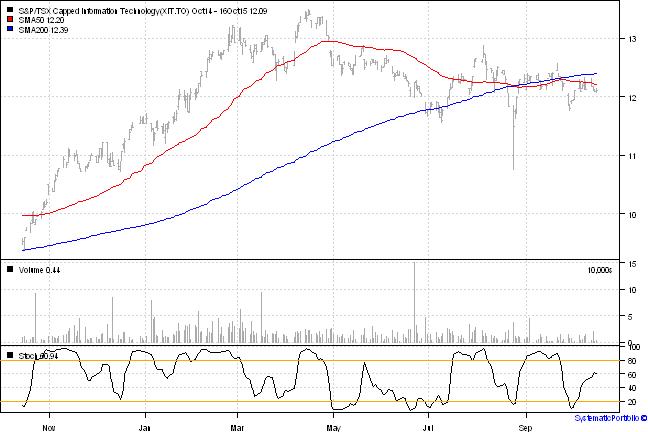 S&P/TSX Capped Information Technology(XIT.TO) Oct14 - 16Oct15 12.09
SMA50 12.20
SMA200 12.39
13
12
11
10
Volume 0.44
10,000s
15
10
5
0
Stoch 60.94
100
80
60
40
20
Nov Jan Mar May Jul Sep
SystematicPortfolio ©